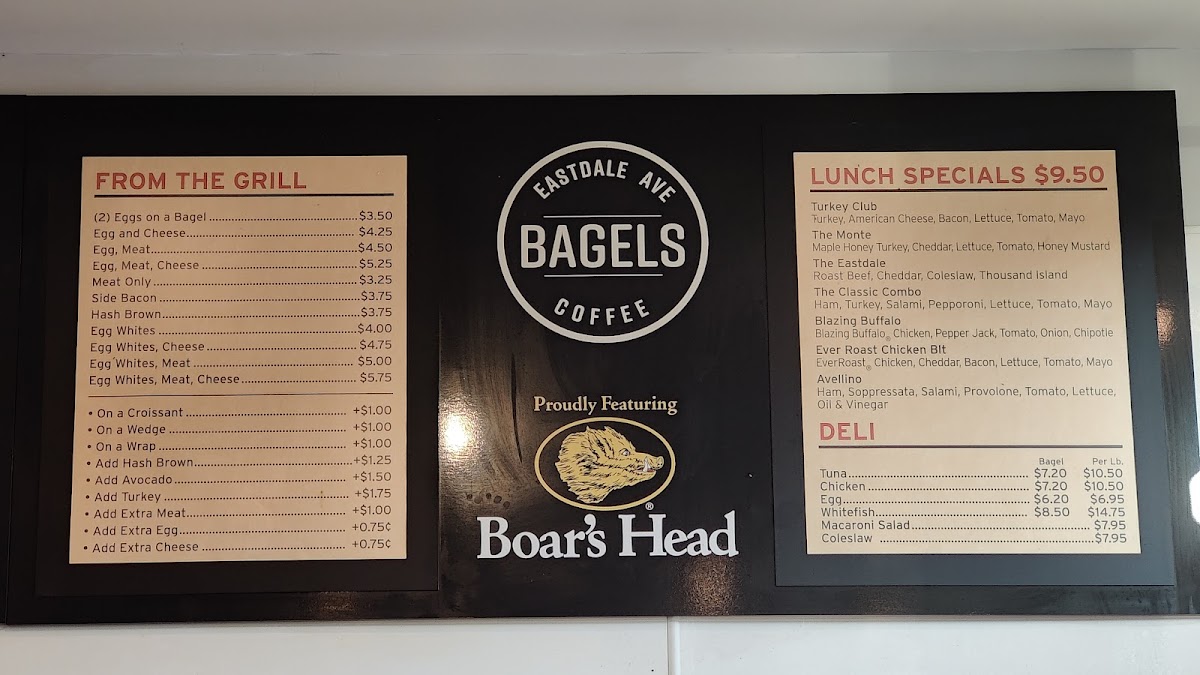 FROM THE GRILL
(2) Eggs on a Bagel $3.50
Egg and Cheese $4.25
Egg, Meat $4.50
Egg, Meat, Cheese $5.25
Meat Only $3.25
Side Bacon $3.75
Hash Brown $3.75
Egg Whites $4.00
Egg Whites, Cheese $4.75
Egg Whites, Meat $5.00
Egg Whites, Meat, Cheese $5.75
• On a Croissant +$1.00
• On a Wedge +$1.00
• On a Wrap +$1.00
• Add Hash Brown +$1.25
• Add Avocado +$1.50
• Add Turkey +$1.75
• Add Extra Meat +$1.00
• Add Extra Egg +0.75¢
• Add Extra Cheese +0.75¢
EASTDALE AVE
BAGELS
COFFEE
Proudly Featuring
Boar's Head®
LUNCH SPECIALS $9.50
Turkey Club
Turkey, American Cheese, Bacon, Lettuce, Tomato, Mayo
The Monte
Maple Honey Turkey, Cheddar, Lettuce, Tomato, Honey Mustard
The Eastdale
Roast Beef, Cheddar, Coleslaw, Thousand Island
The Classic Combo
Ham, Turkey, Salami, Pepporoni, Lettuce, Tomato, Mayo
Blazing Buffalo
Blazing Buffalo® Chicken, Pepper Jack, Tomato, Onion, Chipotle
Ever Roast Chicken Blt
EverRoast® Chicken, Cheddar, Bacon, Lettuce, Tomato, Mayo
Avellino
Ham, Soppressata, Salami, Provolone, Tomato, Lettuce,
Oil & Vinegar
DELI
Bagel Per Lb.
Tuna $7.20 $10.50
Chicken $7.20 $10.50
Egg $6.20 $6.95
Whitefish $8.50 $14.75
Macaroni Salad $7.95
Coleslaw $7.95